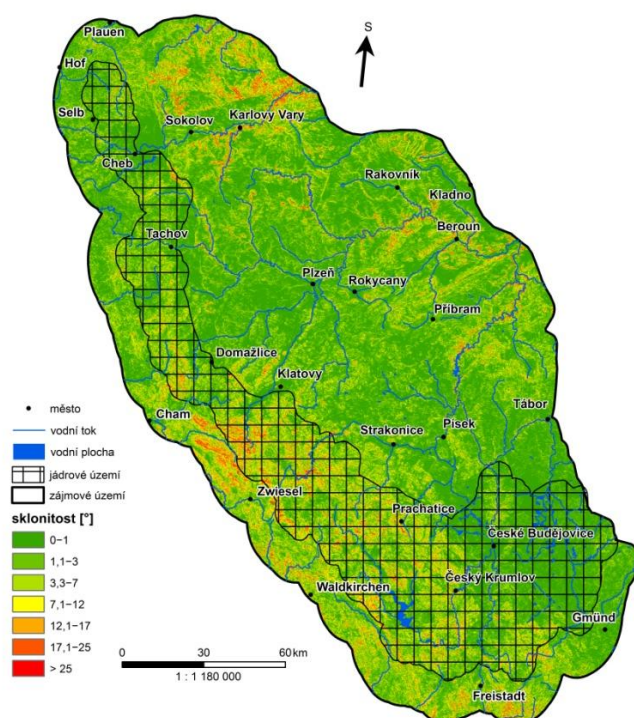 S
Plauen
Hof
Selb
Sokolov
Karlovy Vary
Cheb
Rakovník
Kladno
Beroun
Tachov
Plzeň
Rokycany
Příbram
Domažlice
Klatovy
Cham
Tábor
Strakonice
Písek
Zwiesel
Prachatice
České Budějovice
Waldkirchen
Český Krumlov
Gmünd
Freistadt
město
vodní tok
vodní plocha
jádrové území
zájmové území
sklonitost [°]
0–1
1,1–3
3,3–7
7,1–12
12,1–17
17,1–25
> 25
0 30 60 km
1 : 1 180 000